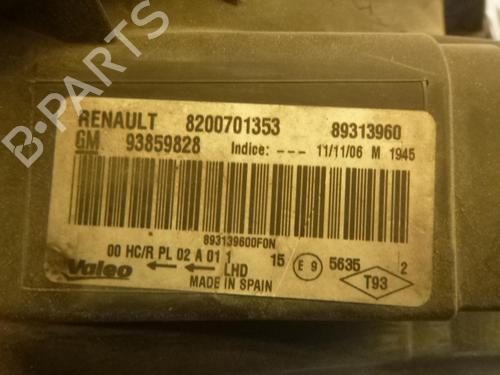 RENAULT 8200701353 89313960
GM 93859828 Indice: --- 11/11/06 M 1945
893139600F0N
00 HC/R PL 02 A 01 1 15 E 9 5635 2
Valeo ← ← LHD T93
MADE IN SPAIN
B-PARTS